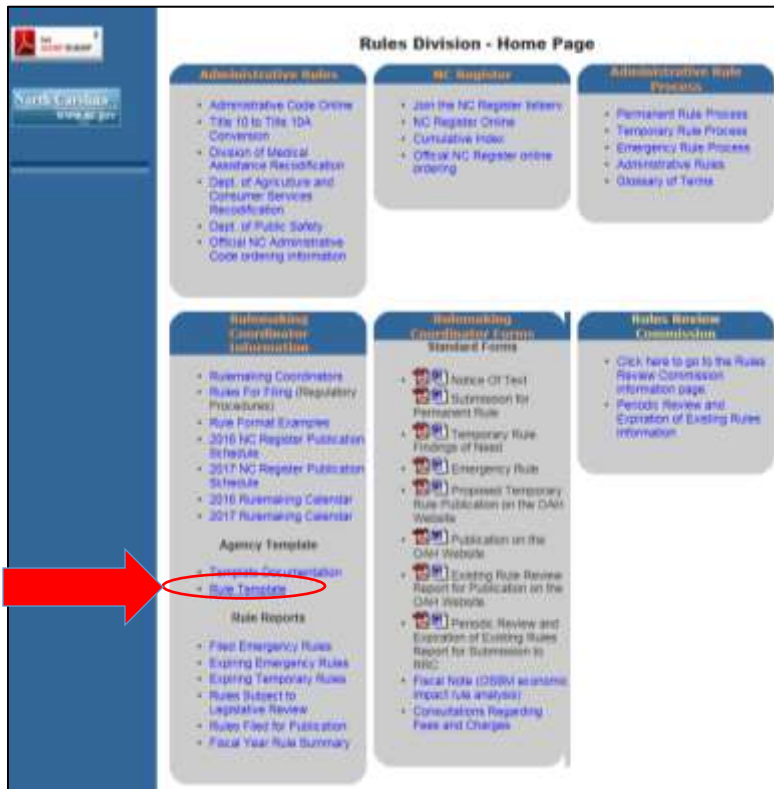 Get
ADOBE READER
North Carolina
www.nc.gov
Rules Division - Home Page
Administrative Rules
• Administrative Code Online
• Title 10 to Title 10A
Conversion
• Division of Medical
Assistance Recodification
• Dept. of Agriculture and
Consumer Services
Recodification
• Dept. of Public Safety
• Official NC Administrative
Code ordering information
NC Register
• Join the NC Register listserv
• NC Register Online
• Cumulative Index
• Official NC Register online
ordering
Administrative Rule
Process
• Permanent Rule Process
• Temporary Rule Process
• Emergency Rule Process
• Administrative Rules
• Glossary of Terms
Rulemaking
Coordinator
Information
• Rulemaking Coordinators
• Rules For Filing (Regulatory
Procedures)
• Rule Format Examples
• 2016 NC Register Publication
Schedule
• 2017 NC Register Publication
Schedule
• 2016 Rulemaking Calendar
• 2017 Rulemaking Calendar
Agency Template
• Template Documentation
• Rule Template
Rule Reports
• Filed Emergency Rules
• Expiring Emergency Rules
• Expiring Temporary Rules
• Rules Subject to
Legislative Review
• Rules Filed for Publication
• Fiscal Year Rule Summary
Rulemaking
Coordinator Forms
Standard Forms
• Notice Of Text
Submission for
Permanent Rule
• Temporary Rule
Findings of Need
• Emergency Rule
• Proposed Temporary
Rule Publication on the OAH
Website
• Publication on the
OAH Website
• Existing Rule Review
Report for Publication on the
OAH Website
• Periodic Review and
Expiration of Existing Rules
Report for Submission to
RRC
• Fiscal Note (OSBM economic
impact rule analysis)
• Consultations Regarding
Fees and Charges
Rules Review
Commission
• Click here to go to the Rules
Review Commission
information page.
• Periodic Review and
Expiration of Existing Rules
Information